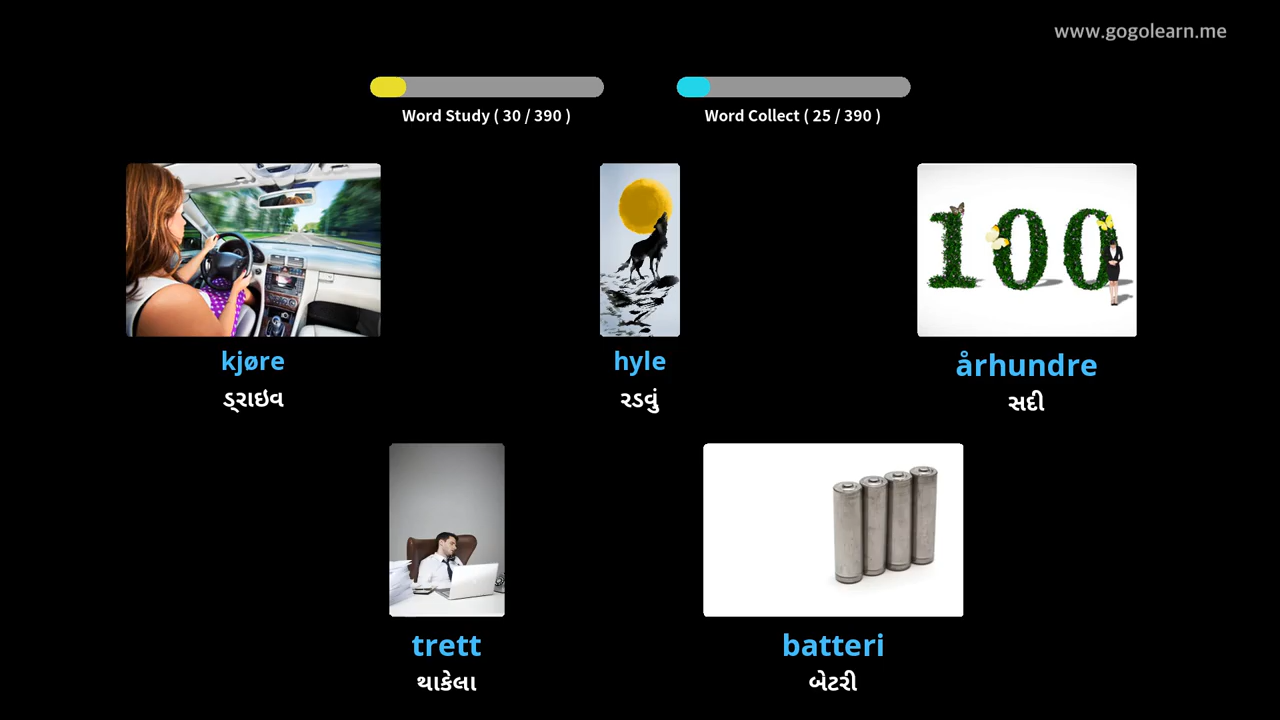 www.gogolearn.me
Word Study ( 30 / 390 )
Word Collect ( 25 / 390 )
kjøre
ડ્રાઇવ
hyle
રડવું
århundre
સદી
trett
થાકેલા
batteri
બેટરી